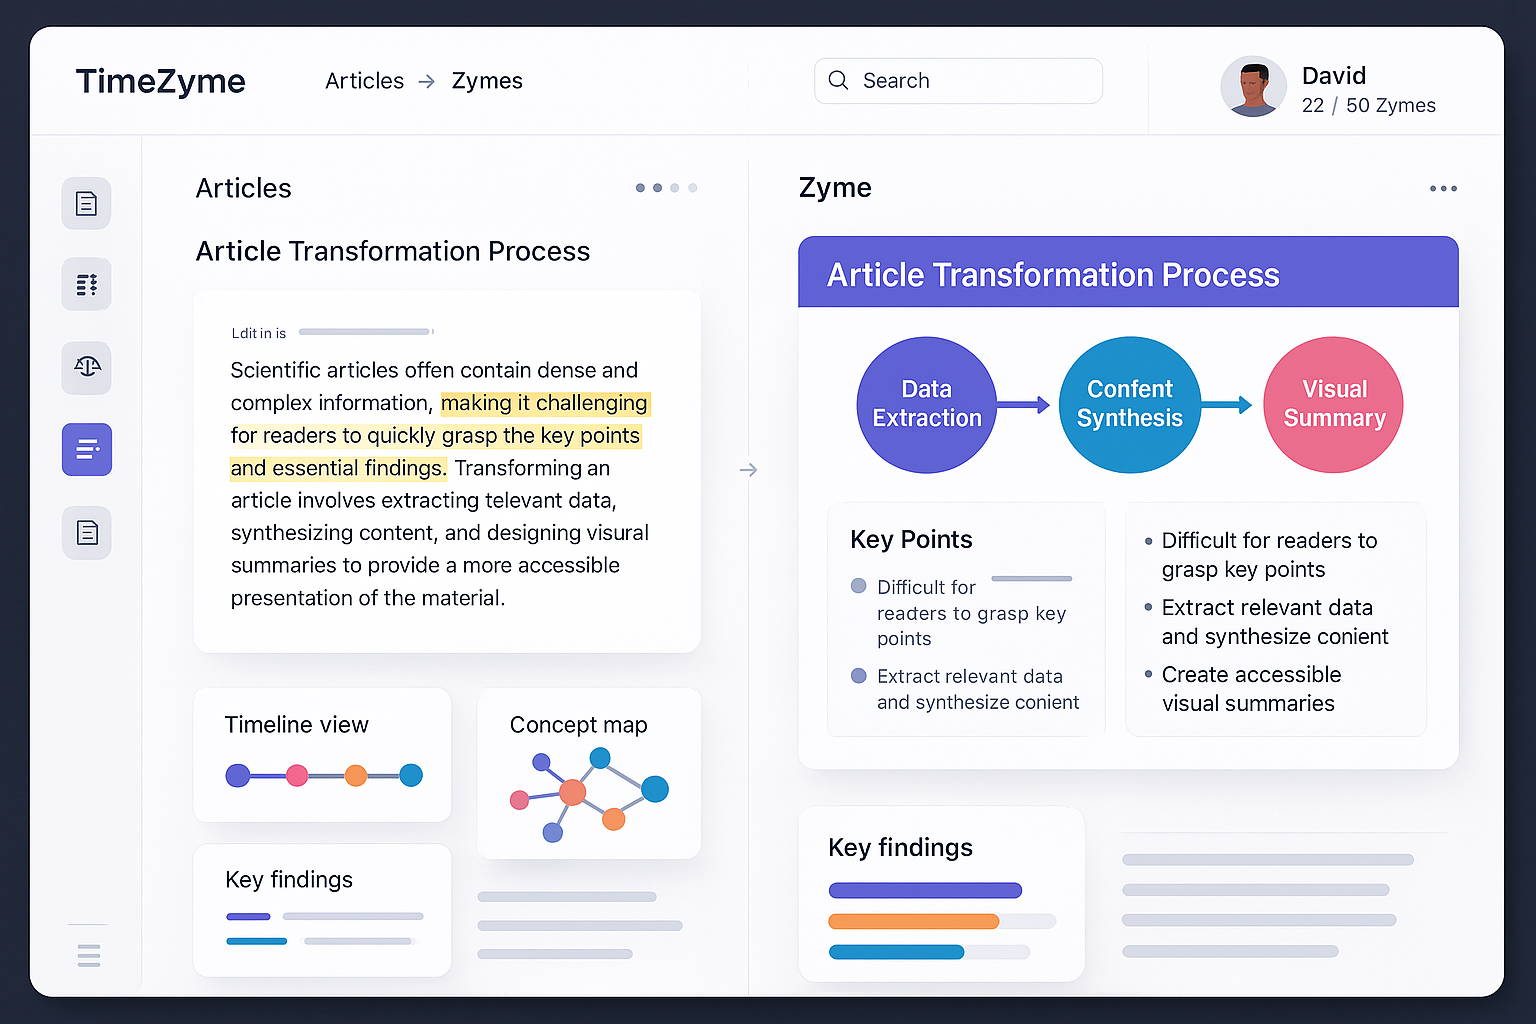 TimeZyme
Articles → Zymes
Search
David
22 / 50 Zymes
Articles
Article Transformation Process
Ldit in is
Scientific articles offen contain dense and
complex information, making it challenging
for readers to quickly grasp the key points
and essential findings. Transforming an
article involves extracting televant data,
synthesizing content, and designing visural
summaries to provide a more accessible
presentation of the material.
Timeline view
Concept map
Key findings
Zyme
Article Transformation Process
Data
Extraction
Confent
Synthesis
Visual
Summary
Key Points
Difficult for
readers to grasp key
points
Extract relevant data
and synthesize conient
• Difficult for readers to
grasp key points
• Extract relevant data
and synthesize conient
• Create accessible
visual summaries
Key findings